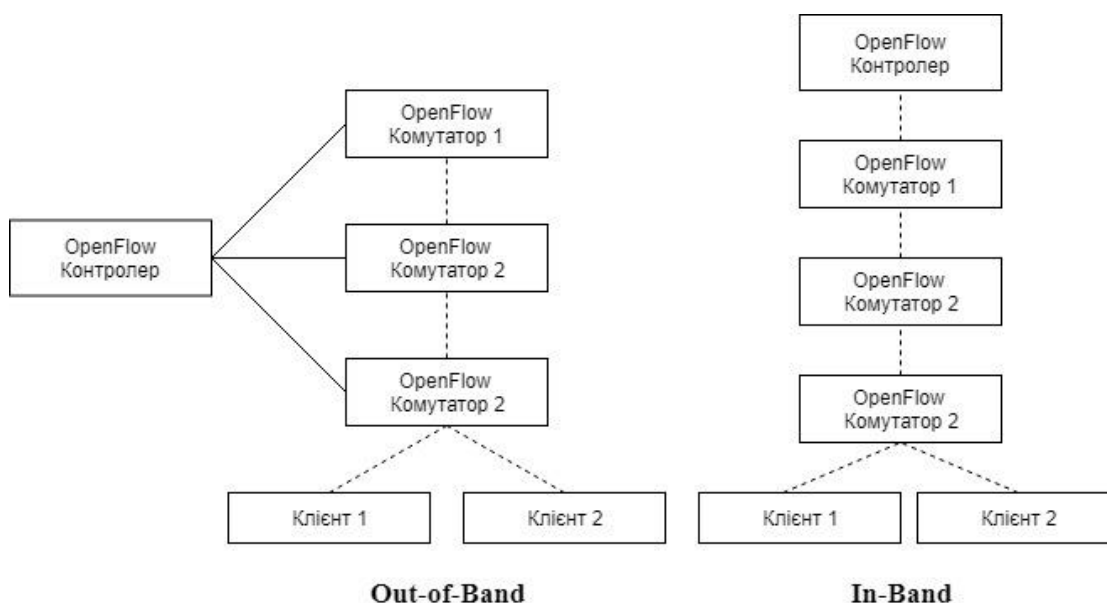 OpenFlow
Комутатор 1
OpenFlow
Контролер
OpenFlow
Комутатор 2
OpenFlow
Комутатор 2
Клієнт 1
Клієнт 2
Out-of-Band
OpenFlow
Контролер
OpenFlow
Комутатор 1
OpenFlow
Комутатор 2
OpenFlow
Комутатор 2
Клієнт 1
Клієнт 2
In-Band